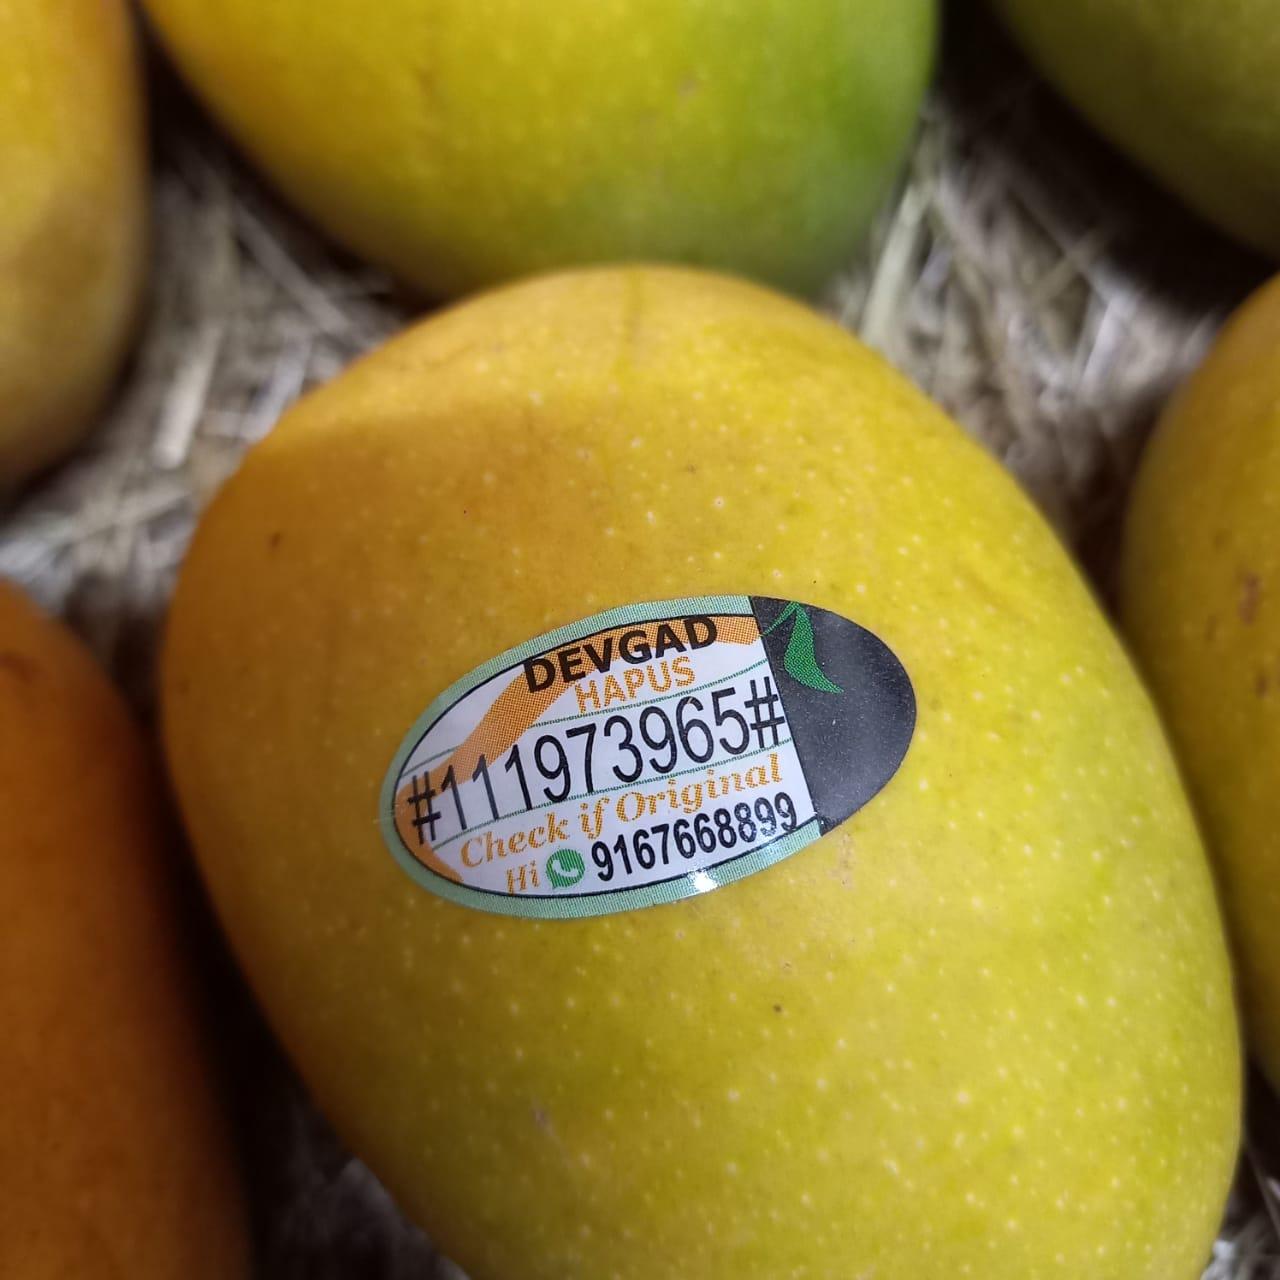 DEVGAD
HAPUS
#111973965#
Check if Original
Hi 9167668899